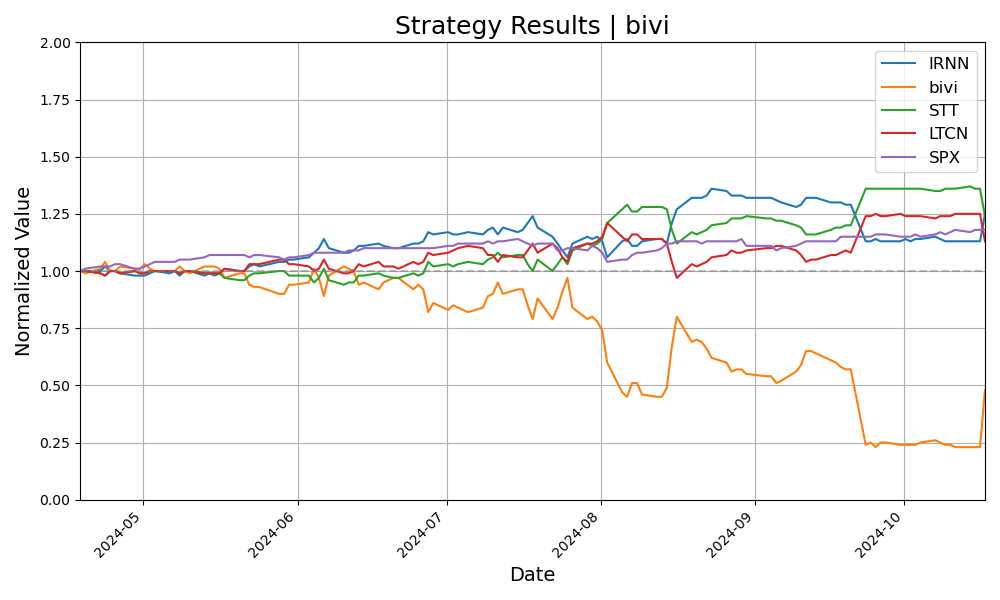 Strategy Results | bivi
Normalized Value
2.00
1.75
1.50
1.25
1.00
0.75
0.50
0.25
0.00
IRNN
bivi
STT
LTCN
SPX
2024-05
2024-06
2024-07
2024-08
2024-09
2024-10
Date